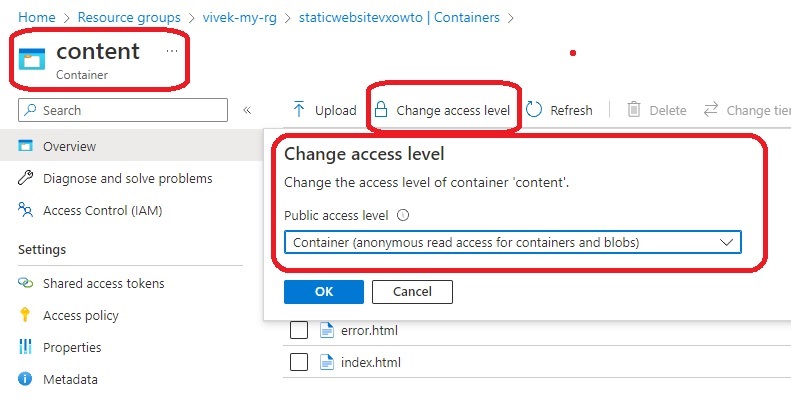 Home > Resource groups > vivek-my-rg > staticwebsitevxowto | Containers >
content ...
Container
Search «
Upload Change access level Refresh Delete Change tier
Overview
Diagnose and solve problems
Access Control (IAM)
Settings
Shared access tokens
Access policy
Properties
Metadata
Change access level
Change the access level of container 'content'.
Public access level
Container (anonymous read access for containers and blobs)
OK Cancel
error.html
index.html